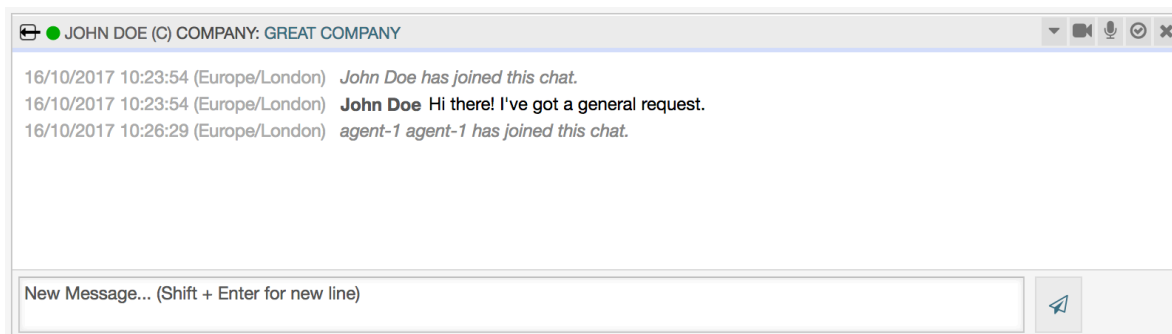 JOHN DOE (C) COMPANY: GREAT COMPANY
16/10/2017 10:23:54 (Europe/London) John Doe has joined this chat.
16/10/2017 10:23:54 (Europe/London) John Doe Hi there! I've got a general request.
16/10/2017 10:26:29 (Europe/London) agent-1 agent-1 has joined this chat.
New Message... (Shift + Enter for new line)